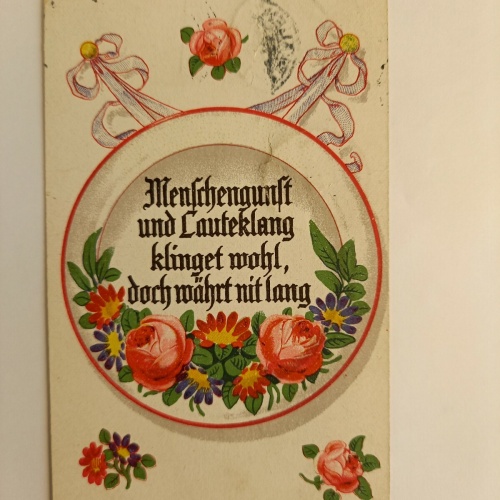 Menschengunst
und Lauteklang
klinget wohl,
doch währt nit lang